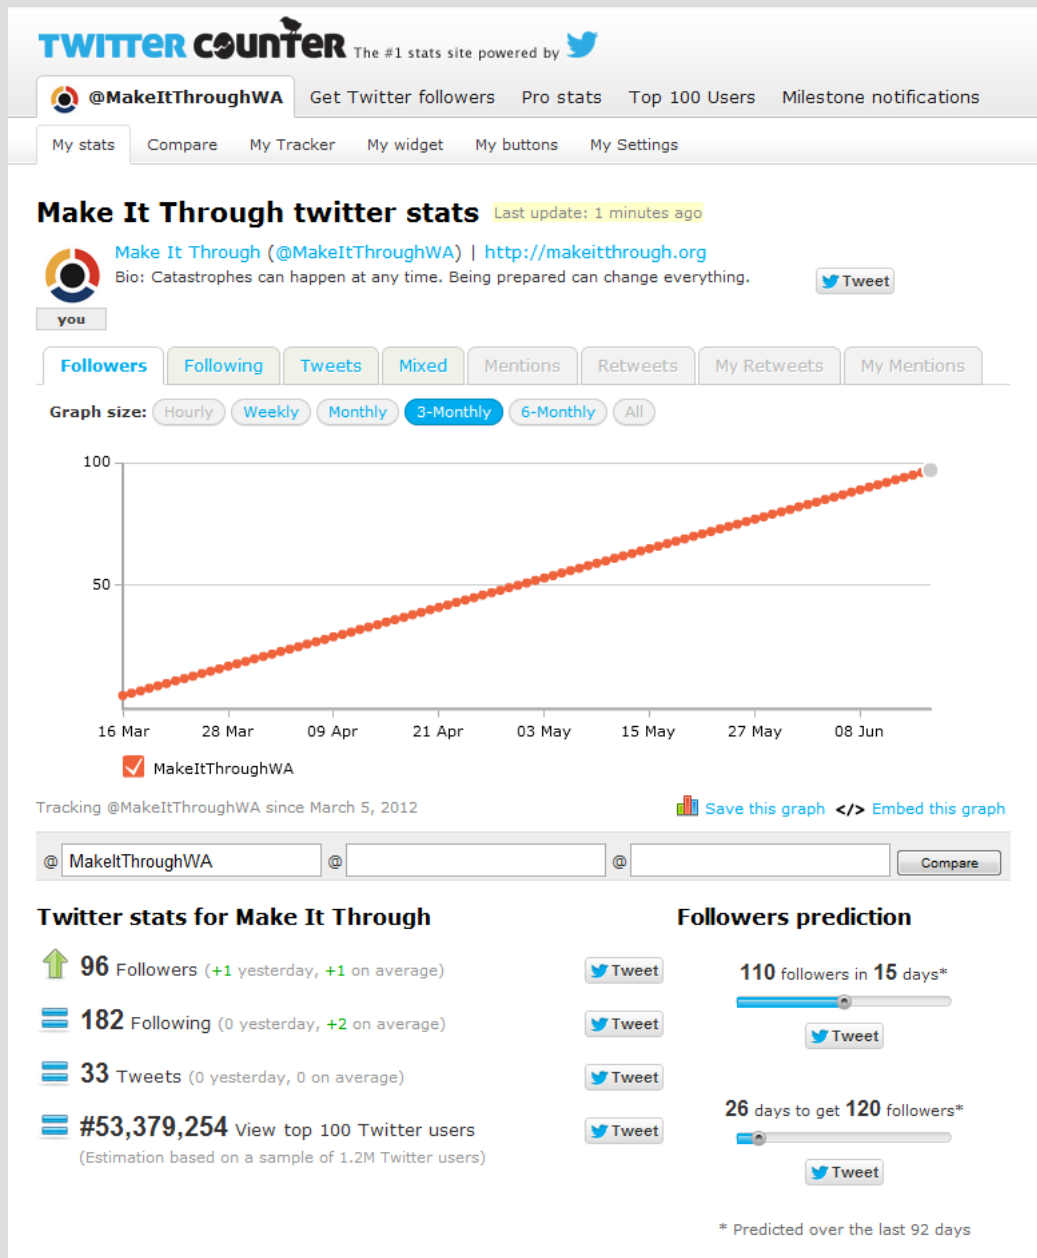 TWITTER COUNTER The #1 stats site powered by
@MakeItThroughWA Get Twitter followers Pro stats Top 100 Users Milestone notifications
My stats Compare My Tracker My widget My buttons My Settings
Make It Through twitter stats Last update: 1 minutes ago
Make It Through (@MakeItThroughWA) | http://makeitthrough.org
Bio: Catastrophes can happen at any time. Being prepared can change everything. Tweet
you
Followers Following Tweets Mixed Mentions Retweets My Retweets My Mentions
Graph size: Hourly Weekly Monthly 3-Monthly 6-Monthly All
100
50
16 Mar 28 Mar 09 Apr 21 Apr 03 May 15 May 27 May 08 Jun
MakeItThroughWA
Tracking @MakeItThroughWA since March 5, 2012 Save this graph </> Embed this graph
@ MakeItThroughWA @ @ Compare
Twitter stats for Make It Through Followers prediction
96 Followers (+1 yesterday, +1 on average) Tweet 110 followers in 15 days*
182 Following (0 yesterday, +2 on average) Tweet Tweet
33 Tweets (0 yesterday, 0 on average) Tweet 26 days to get 120 followers*
#53,379,254 View top 100 Twitter users Tweet
(Estimation based on a sample of 1.2M Twitter users) Tweet
* Predicted over the last 92 days